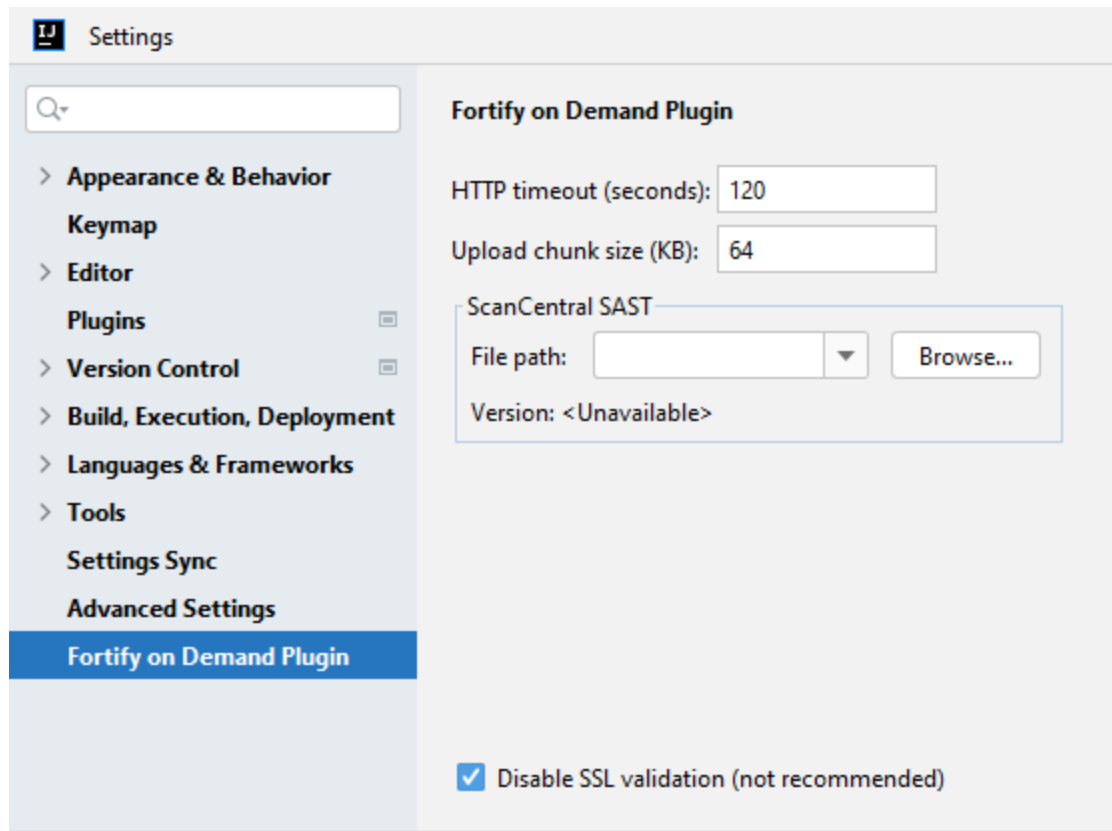 IJ
Settings
Appearance & Behavior
Keymap
Editor
Plugins
Version Control
Build, Execution, Deployment
Languages & Frameworks
Tools
Settings Sync
Advanced Settings
Fortify on Demand Plugin
Fortify on Demand Plugin
HTTP timeout (seconds): 120
Upload chunk size (KB): 64
ScanCentral SAST
File path: Browse...
Version: <Unavailable>
Disable SSL validation (not recommended)